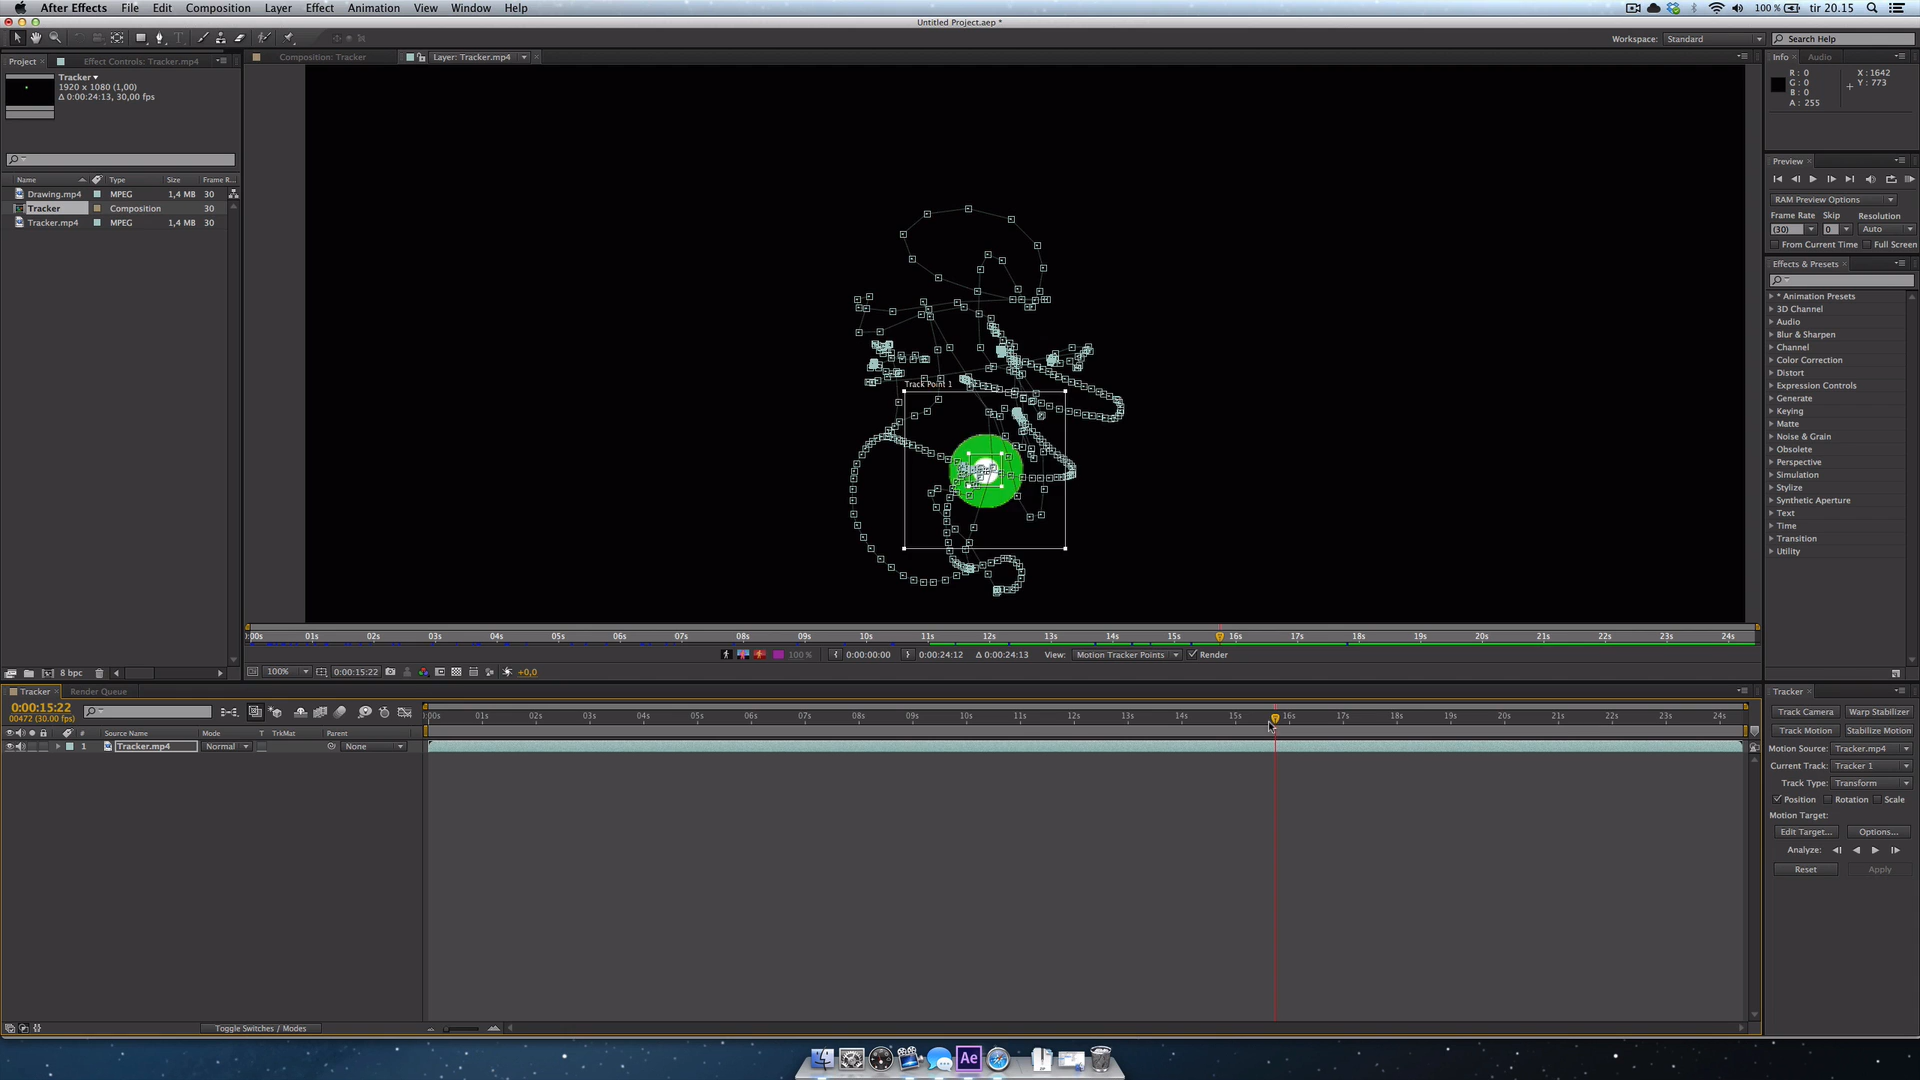 After Effects File Edit Composition Layer Effect Animation View Window Help 100 % tir 20.15
Untitled Project.aep *
Workspace: Standard Search Help
Project Effect Controls: Tracker.mp4 Composition: Tracker Layer: Tracker.mp4 Info Audio
Tracker
1920 x 1080 (1,00)
Δ 0:00:24:13, 30,00 fps
R : 0 X : 1642
G : 0 Y : 773
B : 0
A : 255
Preview
Name Type Size Frame R...
Drawing.mp4 MPEG 1,4 MB 30
Tracker Composition 30
Tracker.mp4 MPEG 1,4 MB 30
RAM Preview Options
Frame Rate Skip Resolution
(30) 0 Auto
From Current Time Full Screen
Effects & Presets
* Animation Presets
3D Channel
Audio
Blur & Sharpen
Channel
Color Correction
Distort
Expression Controls
Generate
Keying
Matte
Noise & Grain
Obsolete
Perspective
Simulation
Stylize
Synthetic Aperture
Text
Time
Transition
Utility
Track Point 1
0:00s 01s 02s 03s 04s 05s 06s 07s 08s 09s 10s 11s 12s 13s 14s 15s 16s 17s 18s 19s 20s 21s 22s 23s 24s
100 % 0:00:00:00 0:00:24:12 Δ 0:00:24:13 View: Motion Tracker Points Render
8 bpc 100% 0:00:15:22 +0,0
Tracker Render Queue
0:00:15:22
00472 (30.00 fps)
:00s 01s 02s 03s 04s 05s 06s 07s 08s 09s 10s 11s 12s 13s 14s 15s 16s 17s 18s 19s 20s 21s 22s 23s 24s
# Source Name Mode T TrkMat Parent
1 Tracker.mp4 Normal None
Tracker
Track Camera Warp Stabilizer
Track Motion Stabilize Motion
Motion Source: Tracker.mp4
Current Track: Tracker 1
Track Type: Transform
Position Rotation Scale
Motion Target:
Edit Target... Options...
Analyze:
Reset Apply
Toggle Switches / Modes
Ae